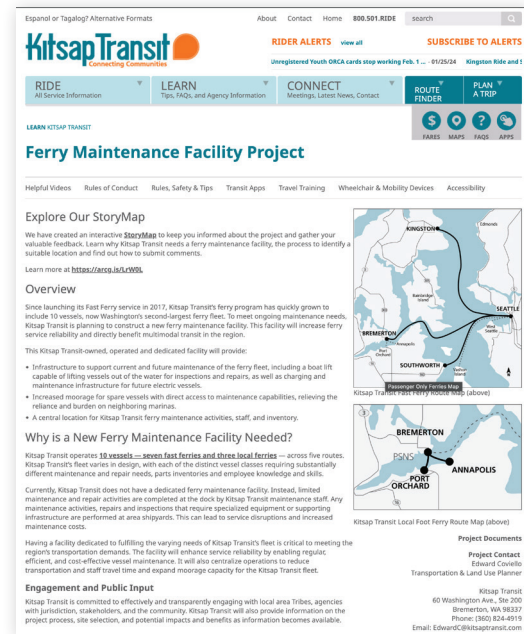 Espanol or Tagalog? Alternative Formats
About Contact Home 800.501.RIDE search
KitsapTransit
Connecting Communities
RIDER ALERTS view all SUBSCRIBE TO ALERTS
Unregistered Youth ORCA cards stop working Feb. 1 ... - 01/25/24 Kingston Ride and S
RIDE
All Service Information
LEARN
Tips, FAQs, and Agency Information
CONNECT
Meetings, Latest News, Contact
ROUTE
FINDER
PLAN
A TRIP
FARES MAPS FAQS APPS
LEARN KITSAP TRANSIT
Ferry Maintenance Facility Project
Helpful Videos Rules of Conduct Rules, Safety & Tips Transit Apps Travel Training Wheelchair & Mobility Devices Accessibility
Explore Our StoryMap
We have created an interactive StoryMap to keep you informed about the project and gather your
valuable feedback. Learn why Kitsap Transit needs a ferry maintenance facility, the process to identify a
suitable location and find out how to submit comments.
Learn more at https://arcg.is/LrW0L
Overview
Since launching its Fast Ferry service in 2017, Kitsap Transit's ferry program has quickly grown to
include 10 vessels, now Washington's second-largest ferry fleet. To meet ongoing maintenance needs,
Kitsap Transit is planning to construct a new ferry maintenance facility. This facility will increase ferry
service reliability and directly benefit multimodal transit in the region.
This Kitsap Transit-owned, operated and dedicated facility will provide:
• Infrastructure to support current and future maintenance of the ferry fleet, including a boat lift
capable of lifting vessels out of the water for inspections and repairs, as well as charging and
maintenance infrastructure for future electric vessels.
• Increased moorage for spare vessels with direct access to maintenance capabilities, relieving the
reliance and burden on neighboring marinas.
• A central location for Kitsap Transit ferry maintenance activities, staff, and inventory.
Why is a New Ferry Maintenance Facility Needed?
Kitsap Transit operates 10 vessels — seven fast ferries and three local ferries — across five routes.
Kitsap Transit's fleet varies in design, with each of the distinct vessel classes requiring substantially
different maintenance and repair needs, parts inventories and employee knowledge and skills.
Currently, Kitsap Transit does not have a dedicated ferry maintenance facility. Instead, limited
maintenance and repair activities are completed at the dock by Kitsap Transit maintenance staff. Any
maintenance activities, repairs and inspections that require specialized equipment or supporting
infrastructure are performed at area shipyards. This can lead to service disruptions and increased
maintenance costs.
Having a facility dedicated to fulfilling the varying needs of Kitsap Transit's fleet is critical to meeting the
region's transportation demands. The facility will enhance service reliability by enabling regular,
efficient, and cost-effective vessel maintenance. It will also centralize operations to reduce
transportation and staff travel time and expand moorage capacity for the Kitsap Transit fleet.
Engagement and Public Input
Kitsap Transit is committed to effectively and transparently engaging with local area Tribes, agencies
with jurisdiction, stakeholders, and the community. Kitsap Transit will also provide information on the
project process, site selection, and potential impacts and benefits as information becomes available.
KINGSTON
Edmonds
Bainbridge
Island
SEATTLE
West
Seattle
BREMERTON
Annapolis
Port
Orchard
SOUTHWORTH
Vashon
Island
Passenger Only Ferries Map
Kitsap Transit Fast Ferry Route Map (above)
BREMERTON
PSNS
ANNAPOLIS
PORT
ORCHARD
Kitsap Transit Local Foot Ferry Route Map (above)
Project Documents
Project Contact
Edward Coviello
Transportation & Land Use Planner
Kitsap Transit
60 Washington Ave., Ste 200
Bremerton, WA 98337
Phone: (360) 824-4919
Email: EdwardC@kitsaptransit.com